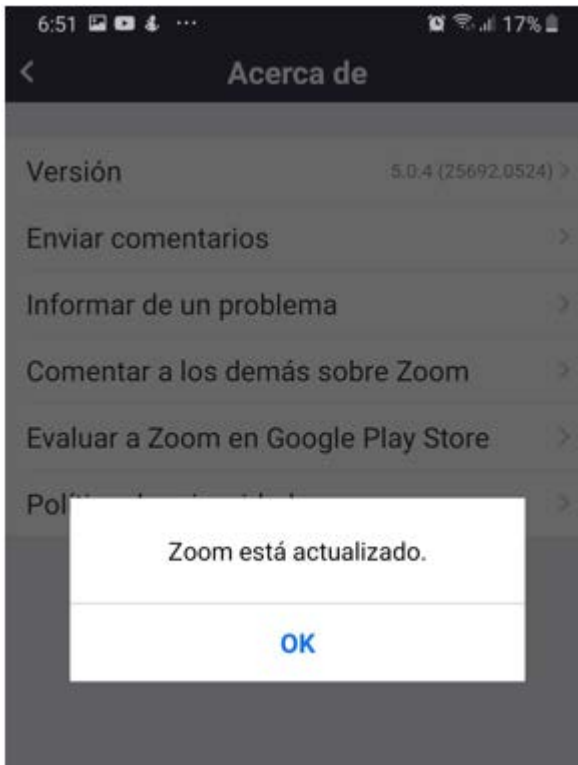 6:51 ... 17%
Acerca de
Versión 5.0.4 (25692.0524)
Enviar comentarios
Informar de un problema
Comentar a los demás sobre Zoom
Evaluar a Zoom en Google Play Store
Zoom está actualizado.
OK